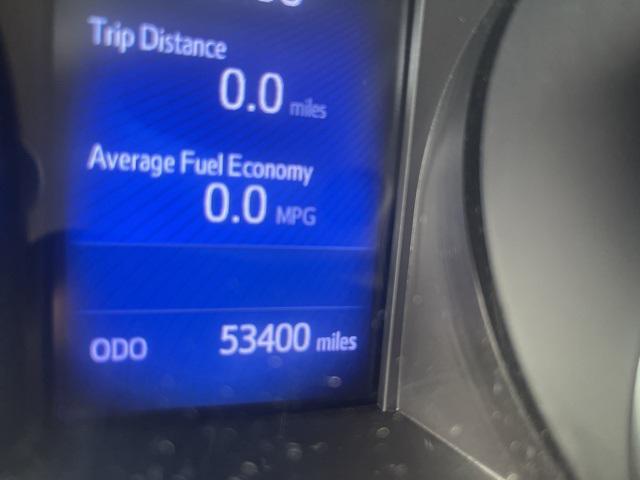 Trip Distance
0.0 miles
Average Fuel Economy
0.0 MPG
ODO 53400 miles